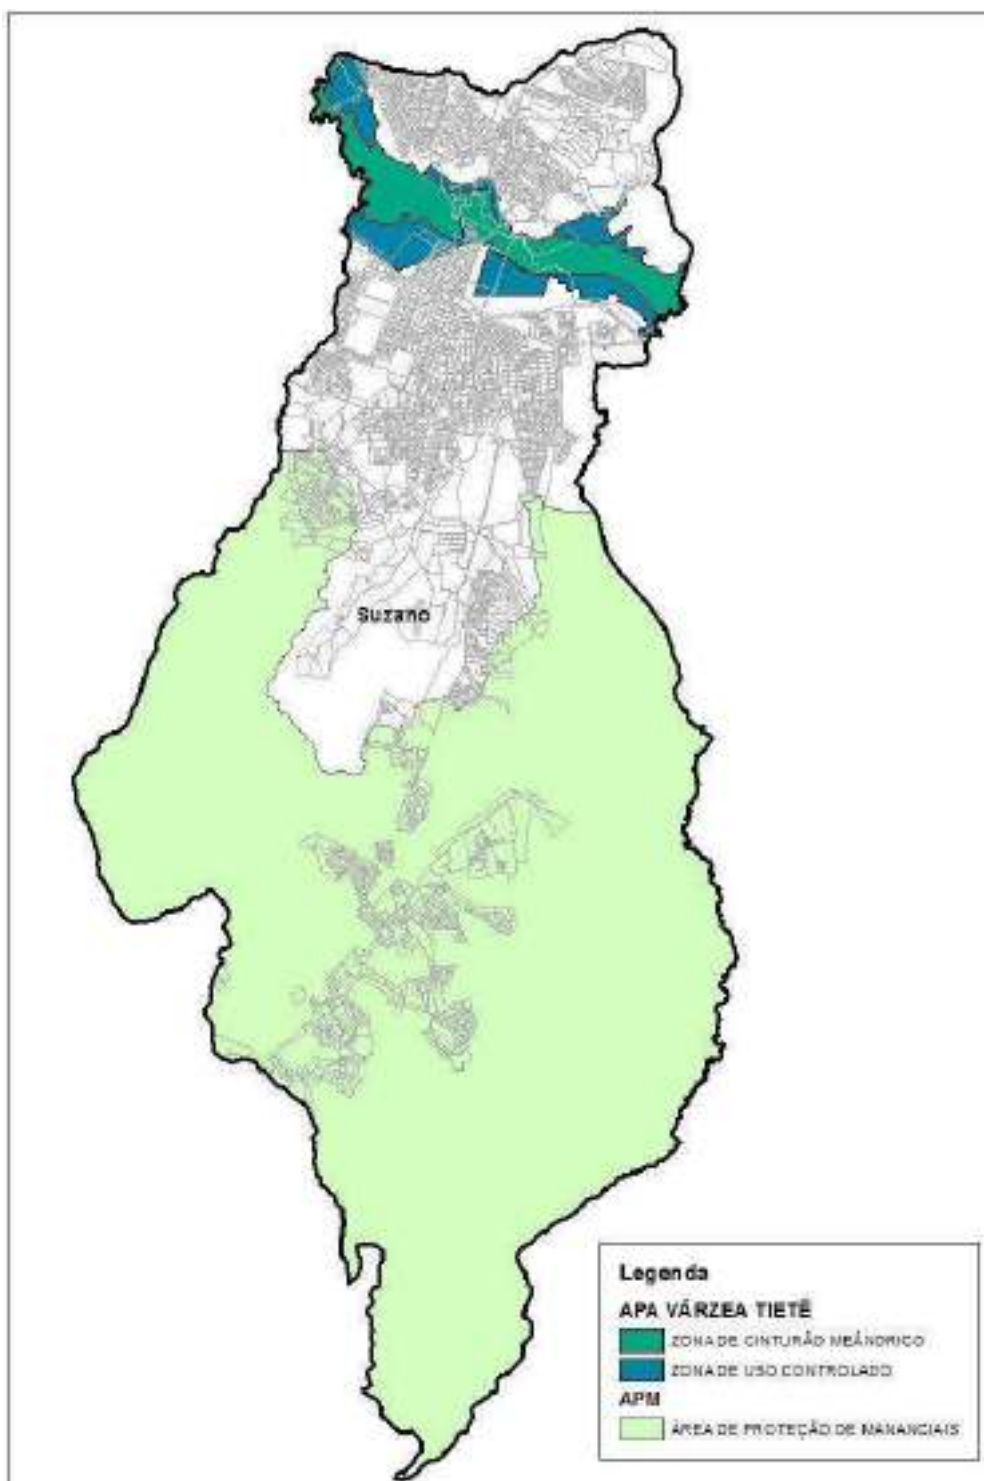 Suzano
Legenda
APA VÁRZEA TIETÊ
ZONA DE CINTURÃO MEÂNDRICO
ZONA DE USO CONTROLADO
APM
ÁREA DE PROTEÇÃO DE MANANCIAIS